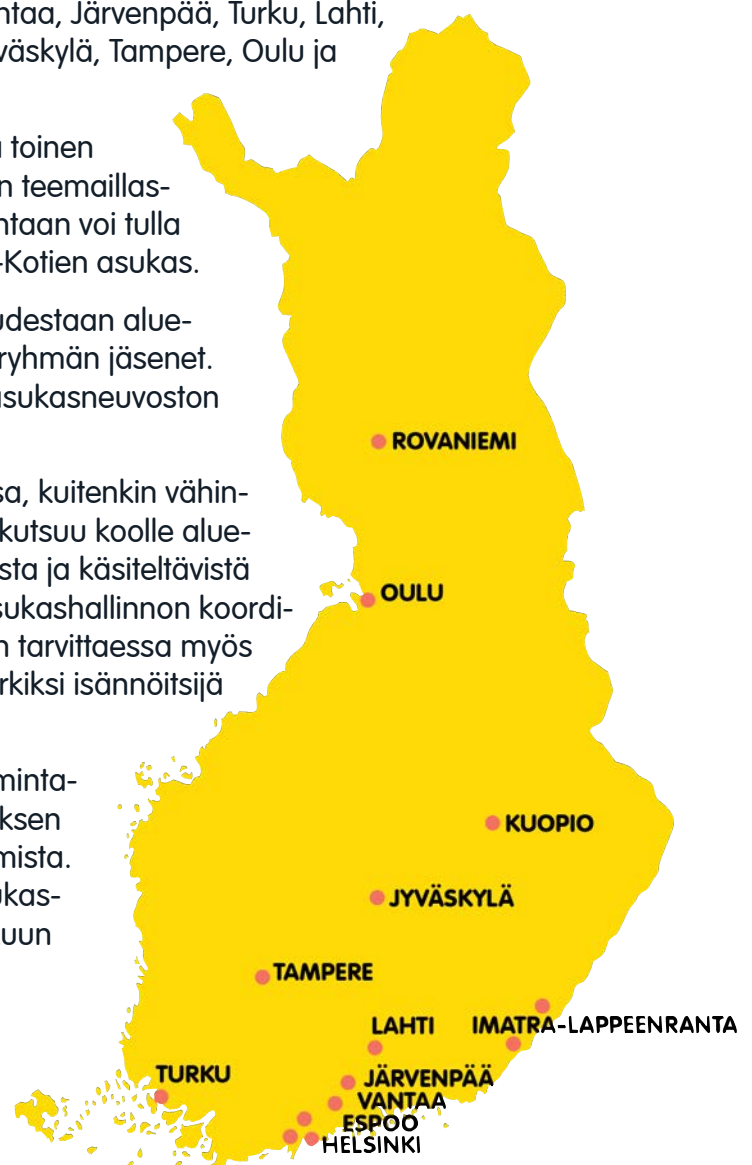 ntaa, Järvenpää, Turku, Lahti,
väskylä, Tampere, Oulu ja
toinen
n teemaillas-
ntaan voi tulla
-Kotien asukas.
udestaan alue-
ryhmän jäsenet.
asukasneuvoston
sa, kuitenkin vähin-
kutsuu koolle alue-
sta ja käsiteltävistä
sukashallinnon koordi-
n tarvittaessa myös
rkiksi isännöitsijä
minta-
ksen
mista.
ukas-
uun
ROVANIEMI
OULU
KUOPIO
JYVÄSKYLÄ
TAMPERE
LAHTI
IMATRA-LAPPEENRANTA
TURKU
JÄRVENPÄÄ
VANTAA
ESPOO
HELSINKI